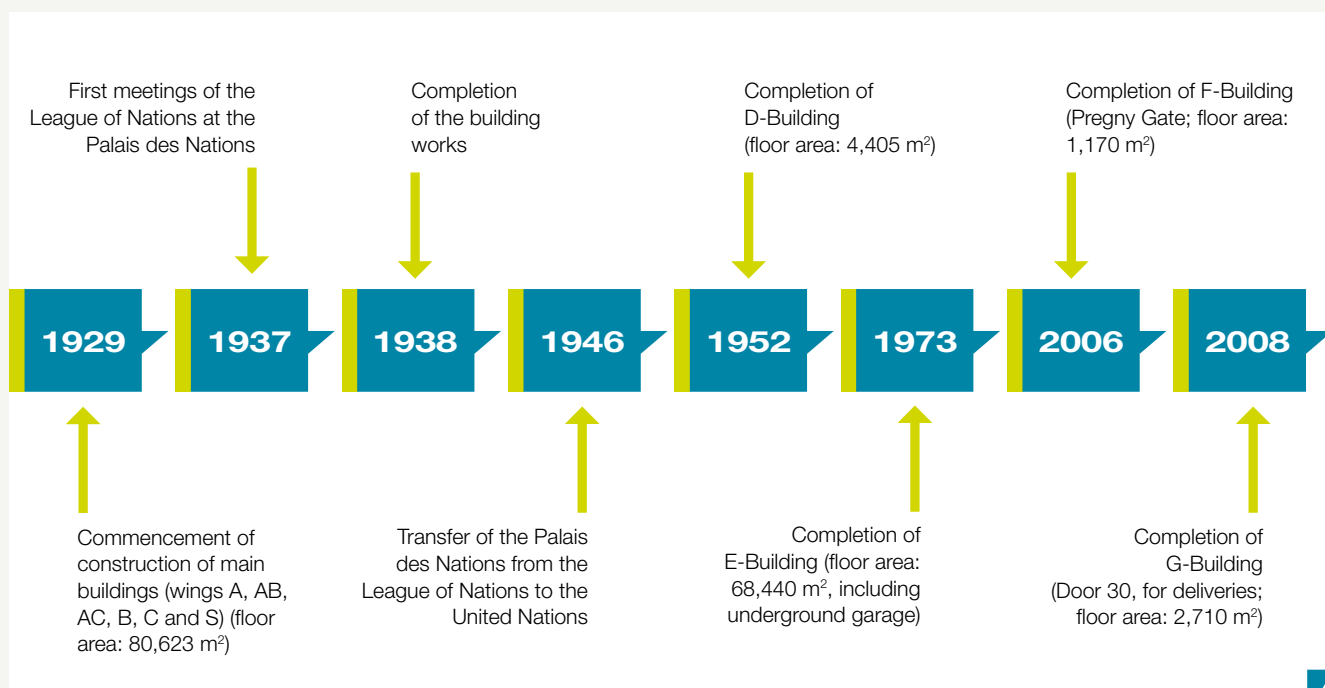 First meetings of the
League of Nations at the
Palais des Nations
Completion
of the building
works
Completion of
D-Building
(floor area: 4,405 m²)
Completion of F-Building
(Pregny Gate; floor area:
1,170 m²)
1929
1937
1938
1946
1952
1973
2006
2008
Commencement of
construction of main
buildings (wings A, AB,
AC, B, C and S) (floor
area: 80,623 m²)
Transfer of the Palais
des Nations from the
League of Nations to the
United Nations
Completion of
E-Building (floor area:
68,440 m², including
underground garage)
Completion of
G-Building
(Door 30, for deliveries;
floor area: 2,710 m²)